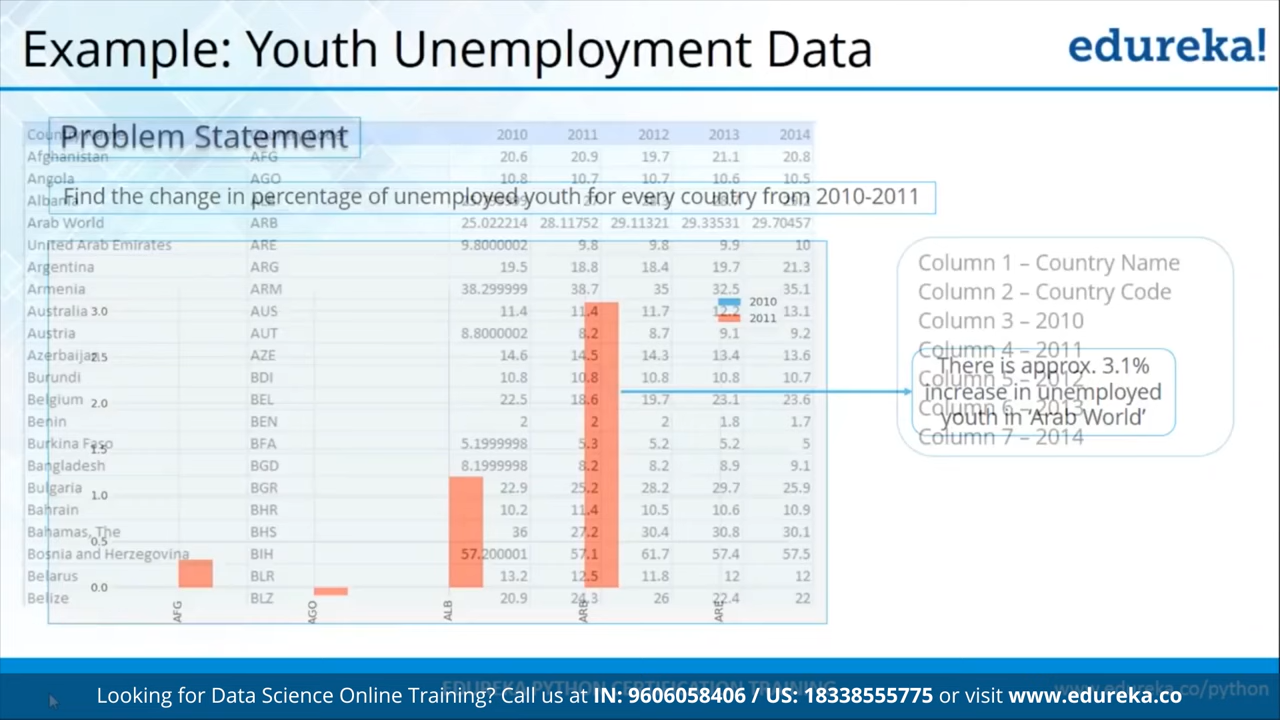 Example: Youth Unemployment Data
edureka!
Problem Statement
Find the change in percentage of unemployed youth for every country from 2010-2011
2010 2011 2012 2013 2014
Afghanistan AFG 20.6 20.9 19.7 21.1 20.8
Angola AGO 10.8 10.7 10.7 10.6 10.5
Albania
Arab World ARB 25.022214 28.11752 29.11321 29.33531 29.70457
United Arab Emirates ARE 9.8000002 9.8 9.8 9.9 10
Argentina ARG 19.5 18.8 18.4 19.7 21.3
Armenia ARM 38.299999 38.7 35 32.5 35.1
Australia AUS 11.4 11.4 11.7 12.2 13.1
Austria AUT 8.8000002 8.2 8.7 9.1 9.2
Azerbaijan AZE 14.6 14.5 14.3 13.4 13.6
Burundi BDI 10.8 10.8 10.8 10.8 10.7
Belgium BEL 22.5 18.6 19.7 23.1 23.6
Benin BEN 2 2 2 1.8 1.7
Burkina Faso BFA 5.1999998 5.3 5.2 5.2 5
Bangladesh BGD 8.1999998 8.2 8.2 8.9 9.1
Bulgaria BGR 22.9 25.2 28.2 29.7 25.9
Bahrain BHR 10.2 11.4 10.5 10.6 10.9
Bahamas, The BHS 36 27.2 30.4 30.8 30.1
Bosnia and Herzegovina BIH 57.200001 57.1 61.7 57.4 57.5
Belarus BLR 13.2 12.5 11.8 12 12
Belize BLZ 20.9 24.3 26 22.4 22
3.0
2.5
2.0
1.5
1.0
0.5
0.0
AFG AGO ALB ARB ARE
2010
2011
Column 1 – Country Name
Column 2 – Country Code
Column 3 – 2010
Column 4 – 2011
Column 5 – 2012
Column 6 – 2013
Column 7 – 2014
There is approx. 3.1%
increase in unemployed
youth in ‘Arab World’
EDUREKA PYTHON CERTIFICATION TRAINING
www.edureka.co/python
Looking for Data Science Online Training? Call us at IN: 9606058406 / US: 18338555775 or visit www.edureka.co